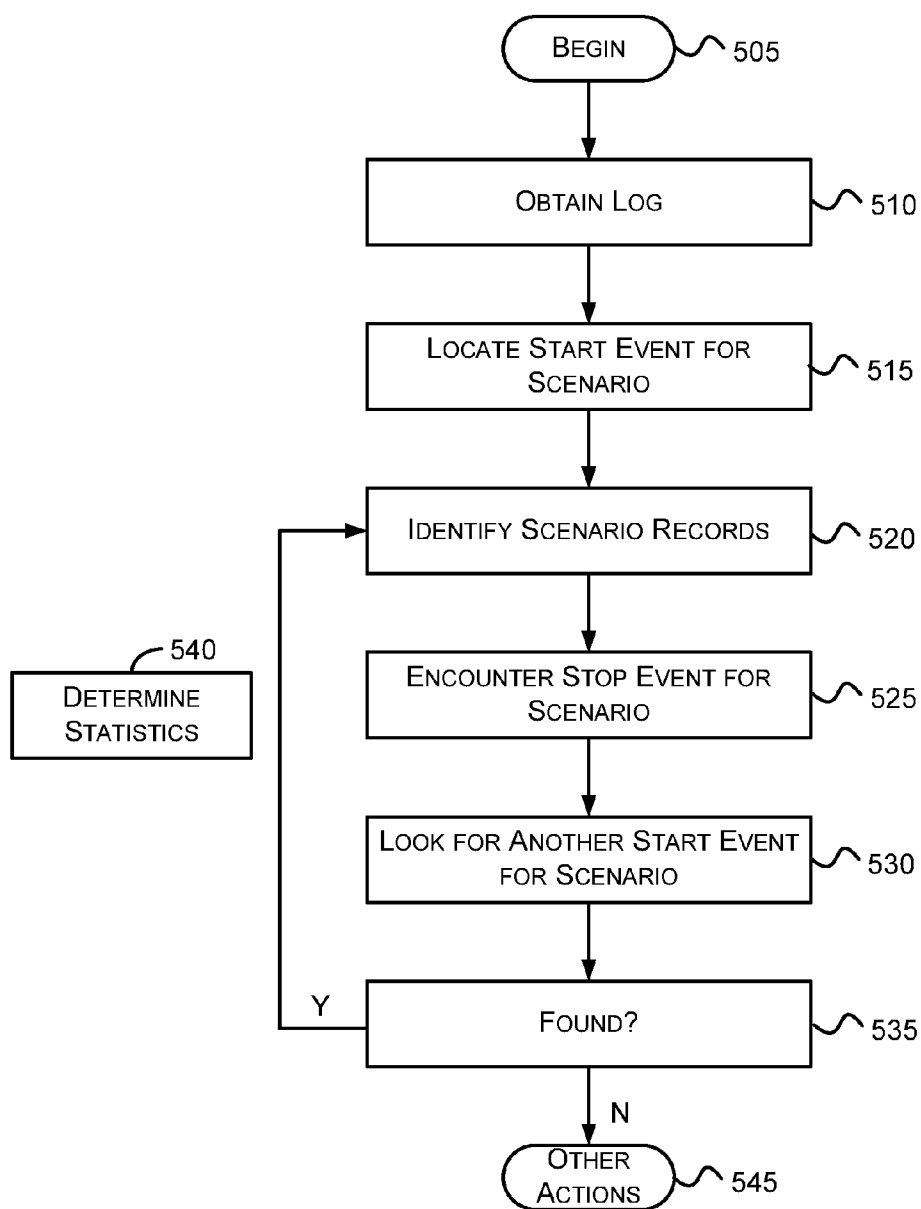 BEGIN
505
OBTAIN LOG
510
LOCATE START EVENT FOR
SCENARIO
515
IDENTIFY SCENARIO RECORDS
520
540
DETERMINE
STATISTICS
ENCOUNTER STOP EVENT FOR
SCENARIO
525
LOOK FOR ANOTHER START EVENT
FOR SCENARIO
530
Y
FOUND?
535
N
OTHER
ACTIONS
545